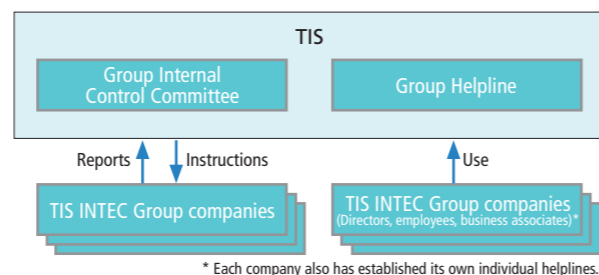 TIS
Group Internal
Control Committee
Group Helpline
Reports
Instructions
Use
TIS INTEC Group companies
TIS INTEC Group companies
(Directors, employees, business associates)*
* Each company also has established its own individual helplines.